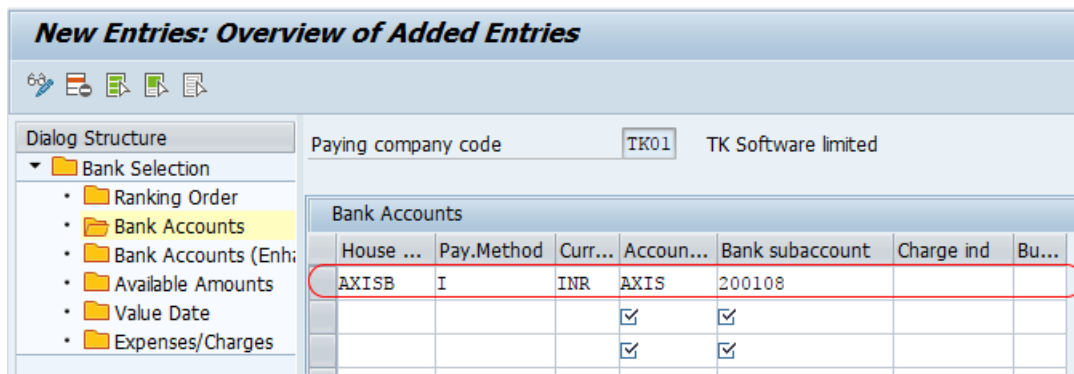 New Entries: Overview of Added Entries
Dialog Structure
Bank Selection
Ranking Order
Bank Accounts
Bank Accounts (Enh
Available Amounts
Value Date
Expenses/Charges
Paying company code TK01 TK Software limited
Bank Accounts
House ... Pay.Method Curr... Accoun... Bank subaccount Charge ind Bu...
AXISB I INR AXIS 200108